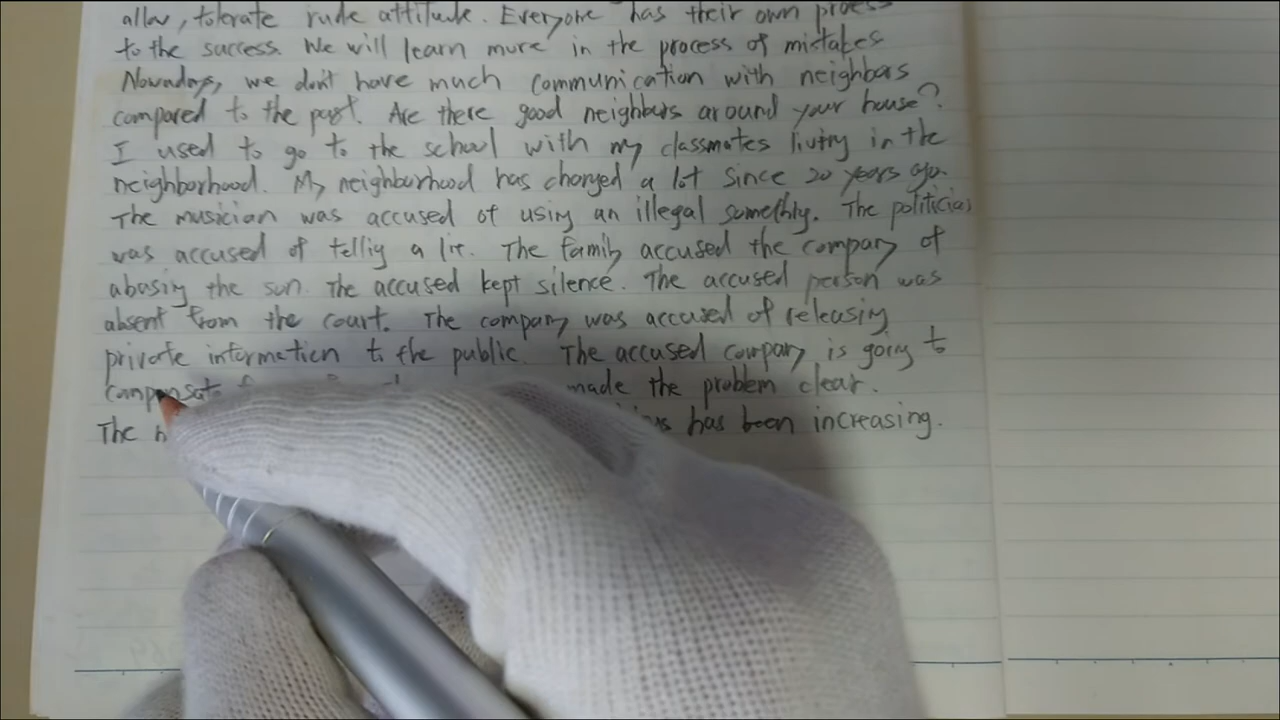 allow, tolerate rude attitude. Everyone has their own process
to the success. We will learn more in the process of mistakes
Nowadays, we don't have much communication with neighbors
compared to the past. Are there good neighbors around your house?
I used to go to the school with my classmates living in the
neighborhood. My neighborhood has changed a lot since 20 years ago.
The musician was accused of using an illegal something. The politician
was accused of telling a lie. The family accused the company of
abusing the son. The accused kept silence. The accused person was
absent from the court. The company was accused of releasing
private information to the public. The accused company is going to
made the problem clear.
The has been increasing.